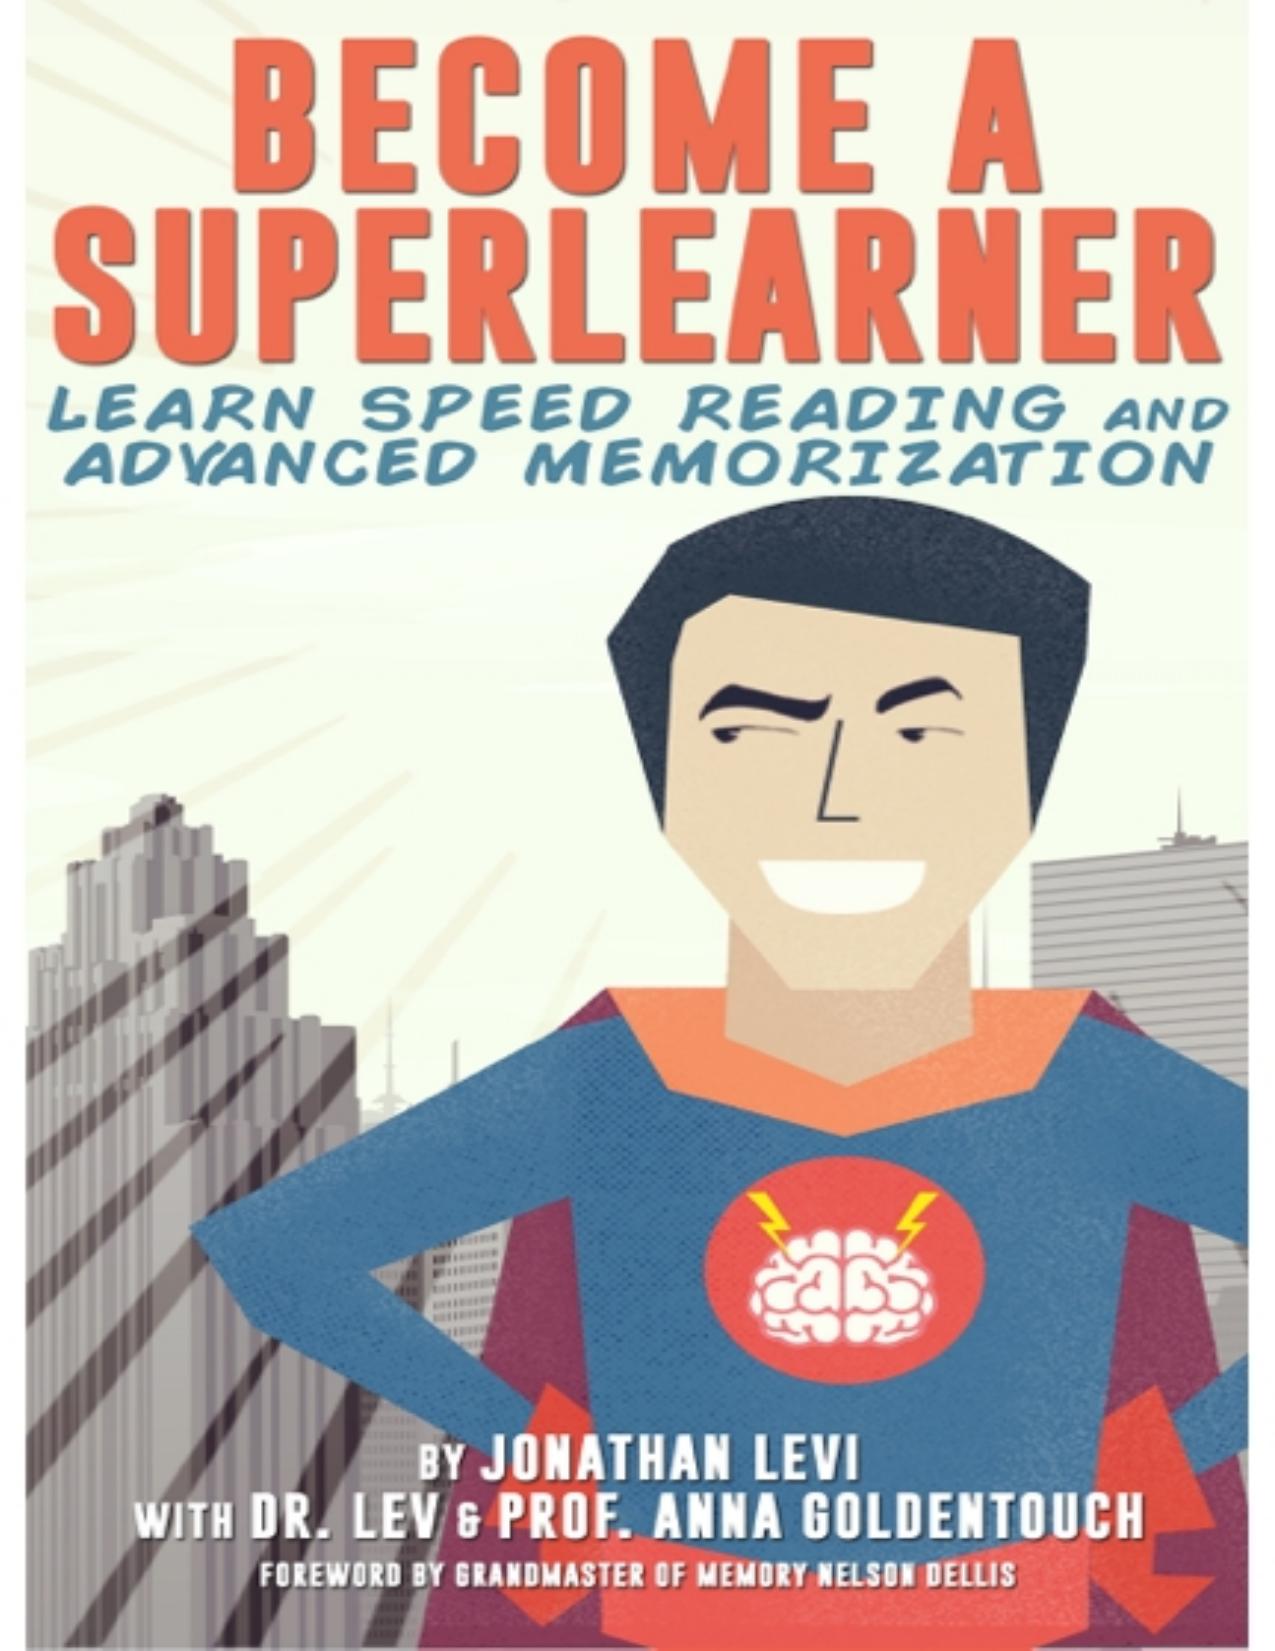 BECOME A
SUPERLEARNER
LEARN SPEED READING AND
ADVANCED MEMORIZATION
BY JONATHAN LEVI
WITH DR. LEV & PROF. ANNA GOLDENTOUCH
FOREWORD BY GRANDMASTER OF MEMORY NELSON DELLIS